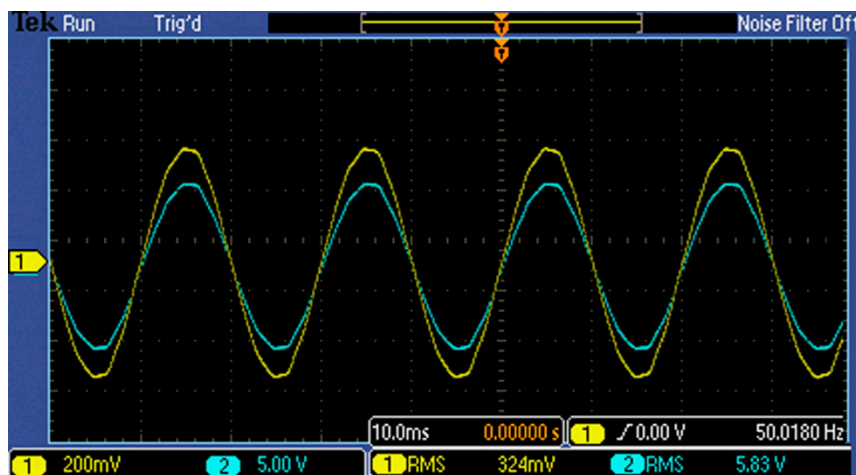 Tek Run Trig'd Noise Filter Off
T
T
1
10.0ms 0.00000 s 1 ∫ 0.00 V 50.0180 Hz
1 200mV 2 5.00 V 1 RMS 324mV 2 RMS 5.83 V